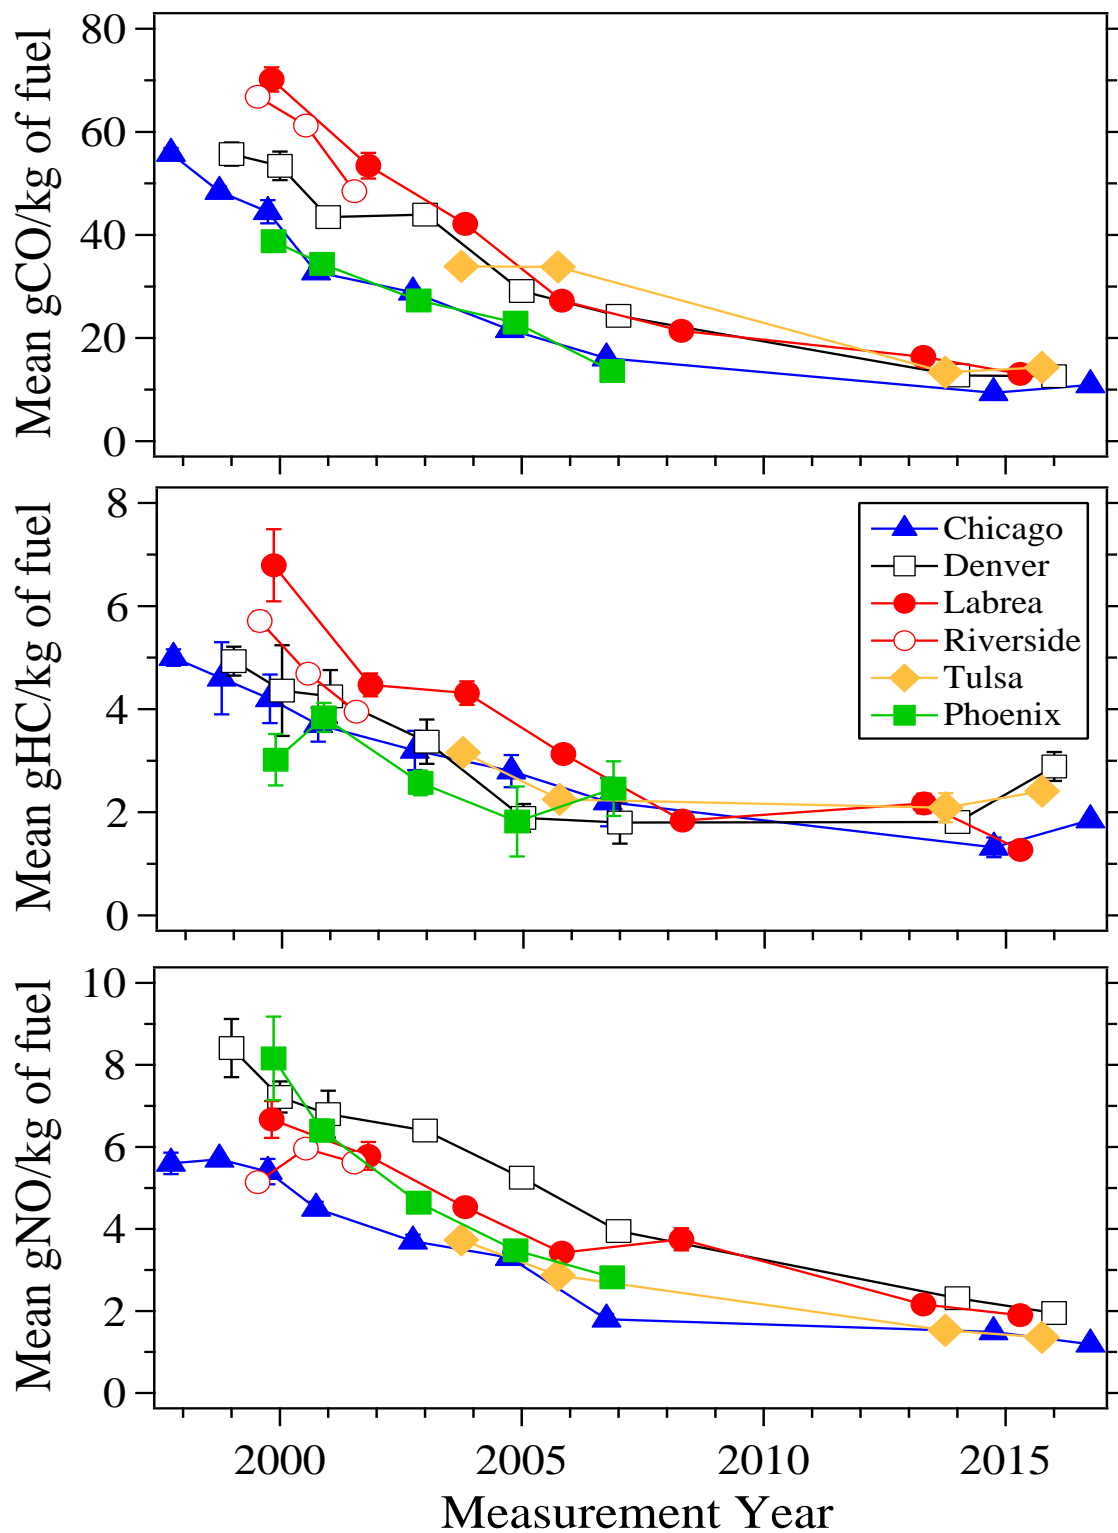 80
60
40
20
0
Mean gCO/kg of fuel
8
6
4
2
0
Mean gHC/kg of fuel
Chicago
Denver
Labrea
Riverside
Tulsa
Phoenix
10
8
6
4
2
0
Mean gNO/kg of fuel
2000 2005 2010 2015
Measurement Year